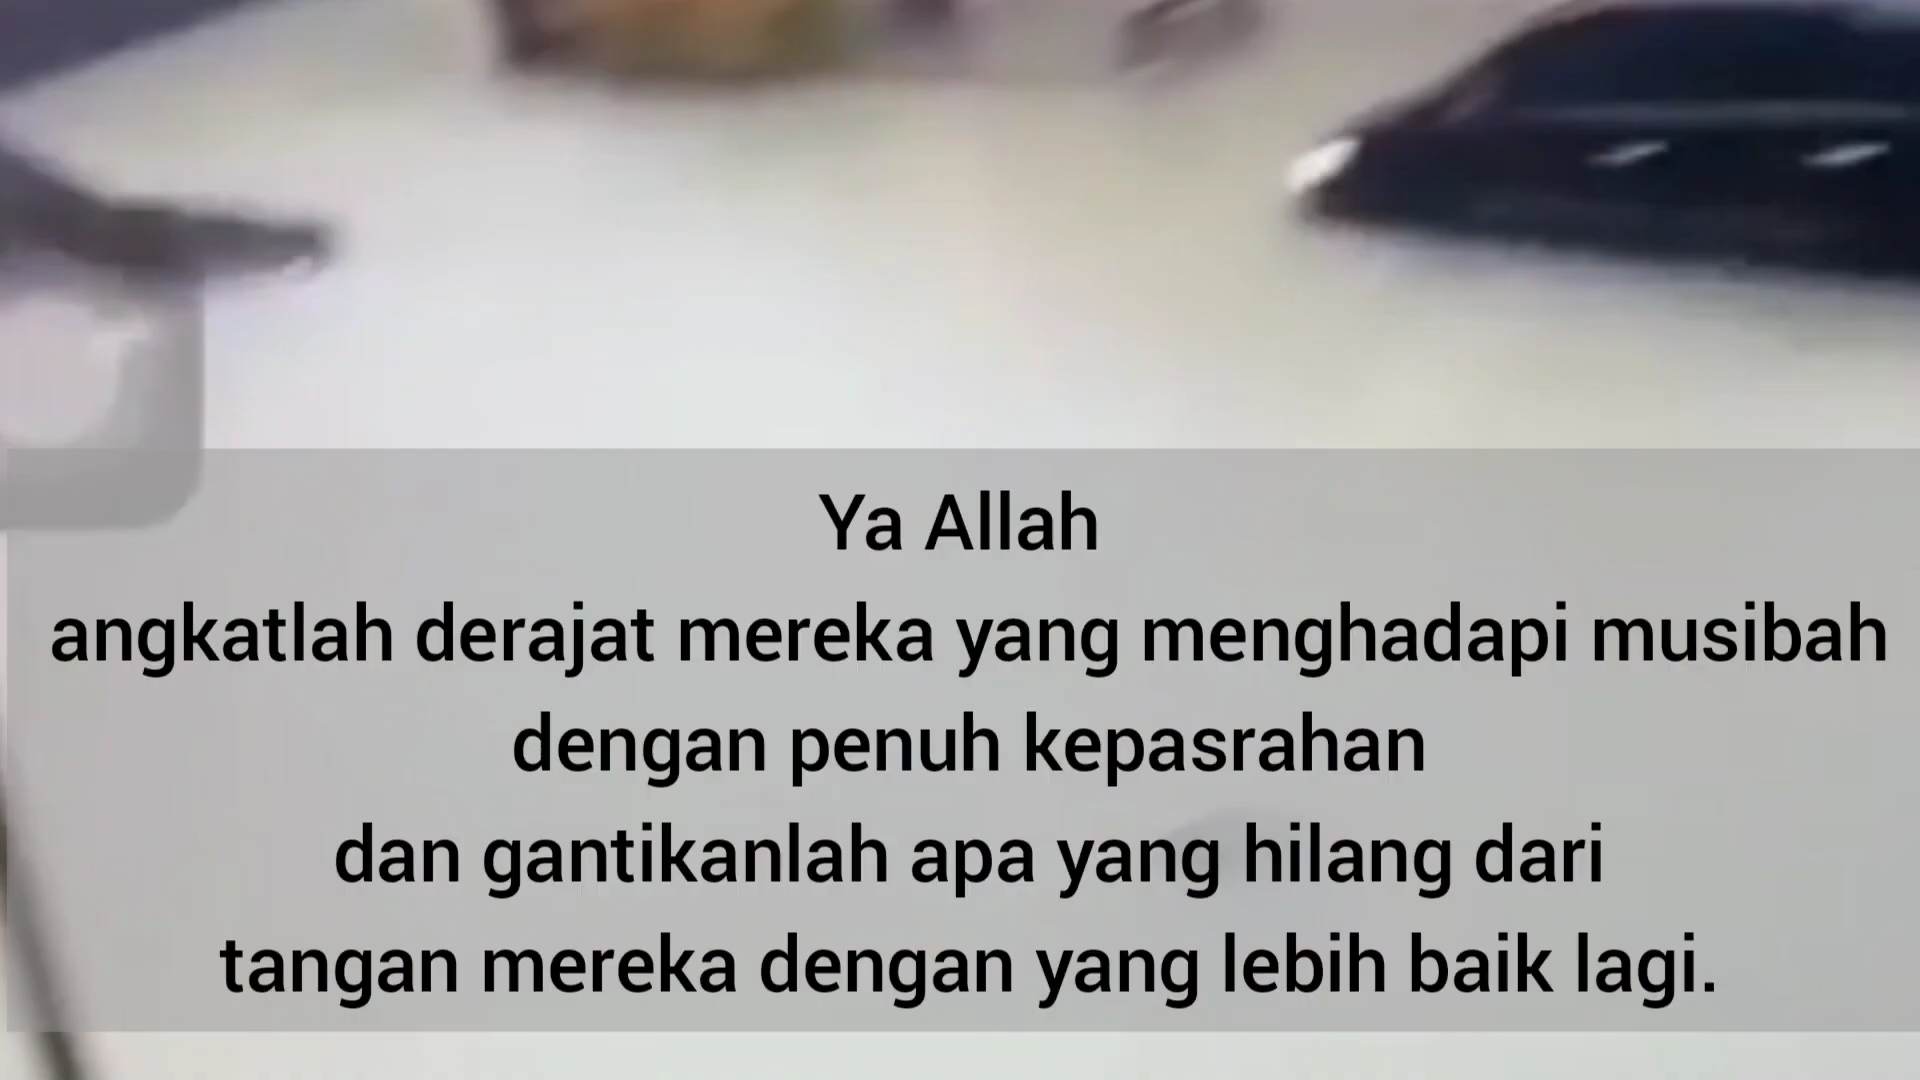 Ya Allah
angkatlah derajat mereka yang menghadapi musibah
dengan penuh kepasrahan
dan gantikanlah apa yang hilang dari
tangan mereka dengan yang lebih baik lagi.